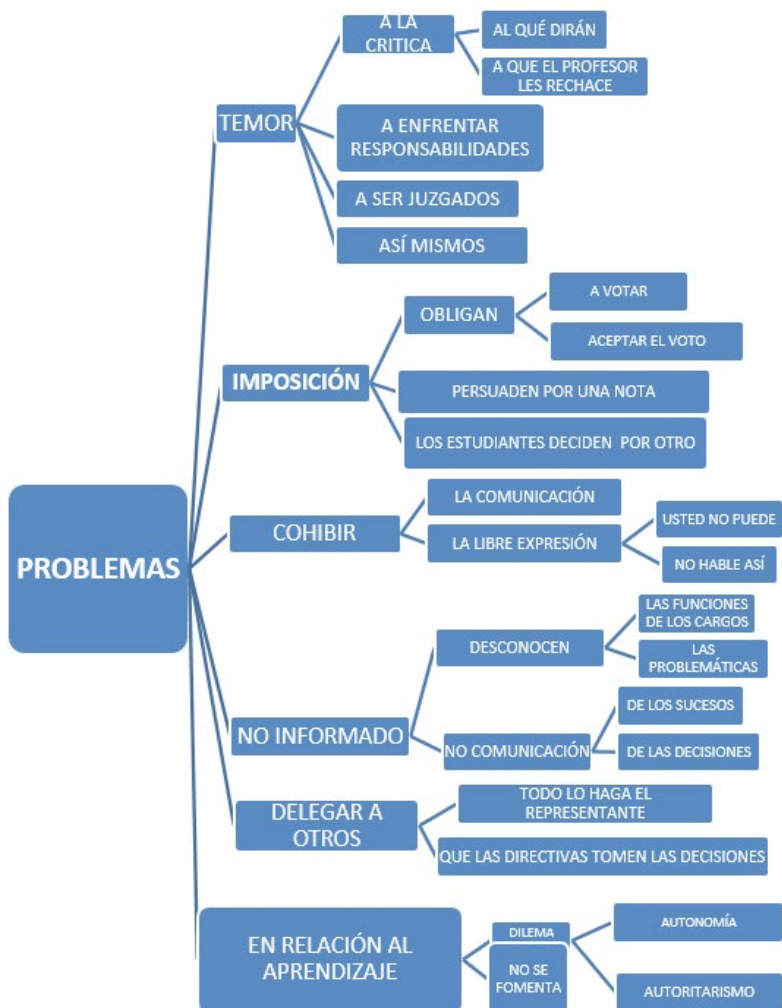 PROBLEMAS
TEMOR
A LA
CRITICA
AL QUÉ DIRÁN
A QUE EL PROFESOR
LES RECHACE
A ENFRENTAR
RESPONSABILIDADES
A SER JUZGADOS
ASÍ MISMOS
IMPOSICIÓN
OBLIGAN
A VOTAR
ACEPTAR EL VOTO
PERSUADEN POR UNA NOTA
LOS ESTUDIANTES DECIDEN POR OTRO
COHIBIR
LA COMUNICACIÓN
LA LIBRE EXPRESIÓN
USTED NO PUEDE
NO HABLE ASÍ
NO INFORMADO
DESCONOCEN
LAS FUNCIONES
DE LOS CARGOS
LAS
PROBLEMÁTICAS
NO COMUNICACIÓN
DE LOS SUCESOS
DE LAS DECISIONES
DELEGAR A
OTROS
TODO LO HAGA EL
REPRESENTANTE
QUE LAS DIRECTIVAS TOMEN LAS DECISIONES
EN RELACIÓN AL
APRENDIZAJE
DILEMA
AUTONOMÍA
AUTORITARISMO
NO SE
FOMENTA